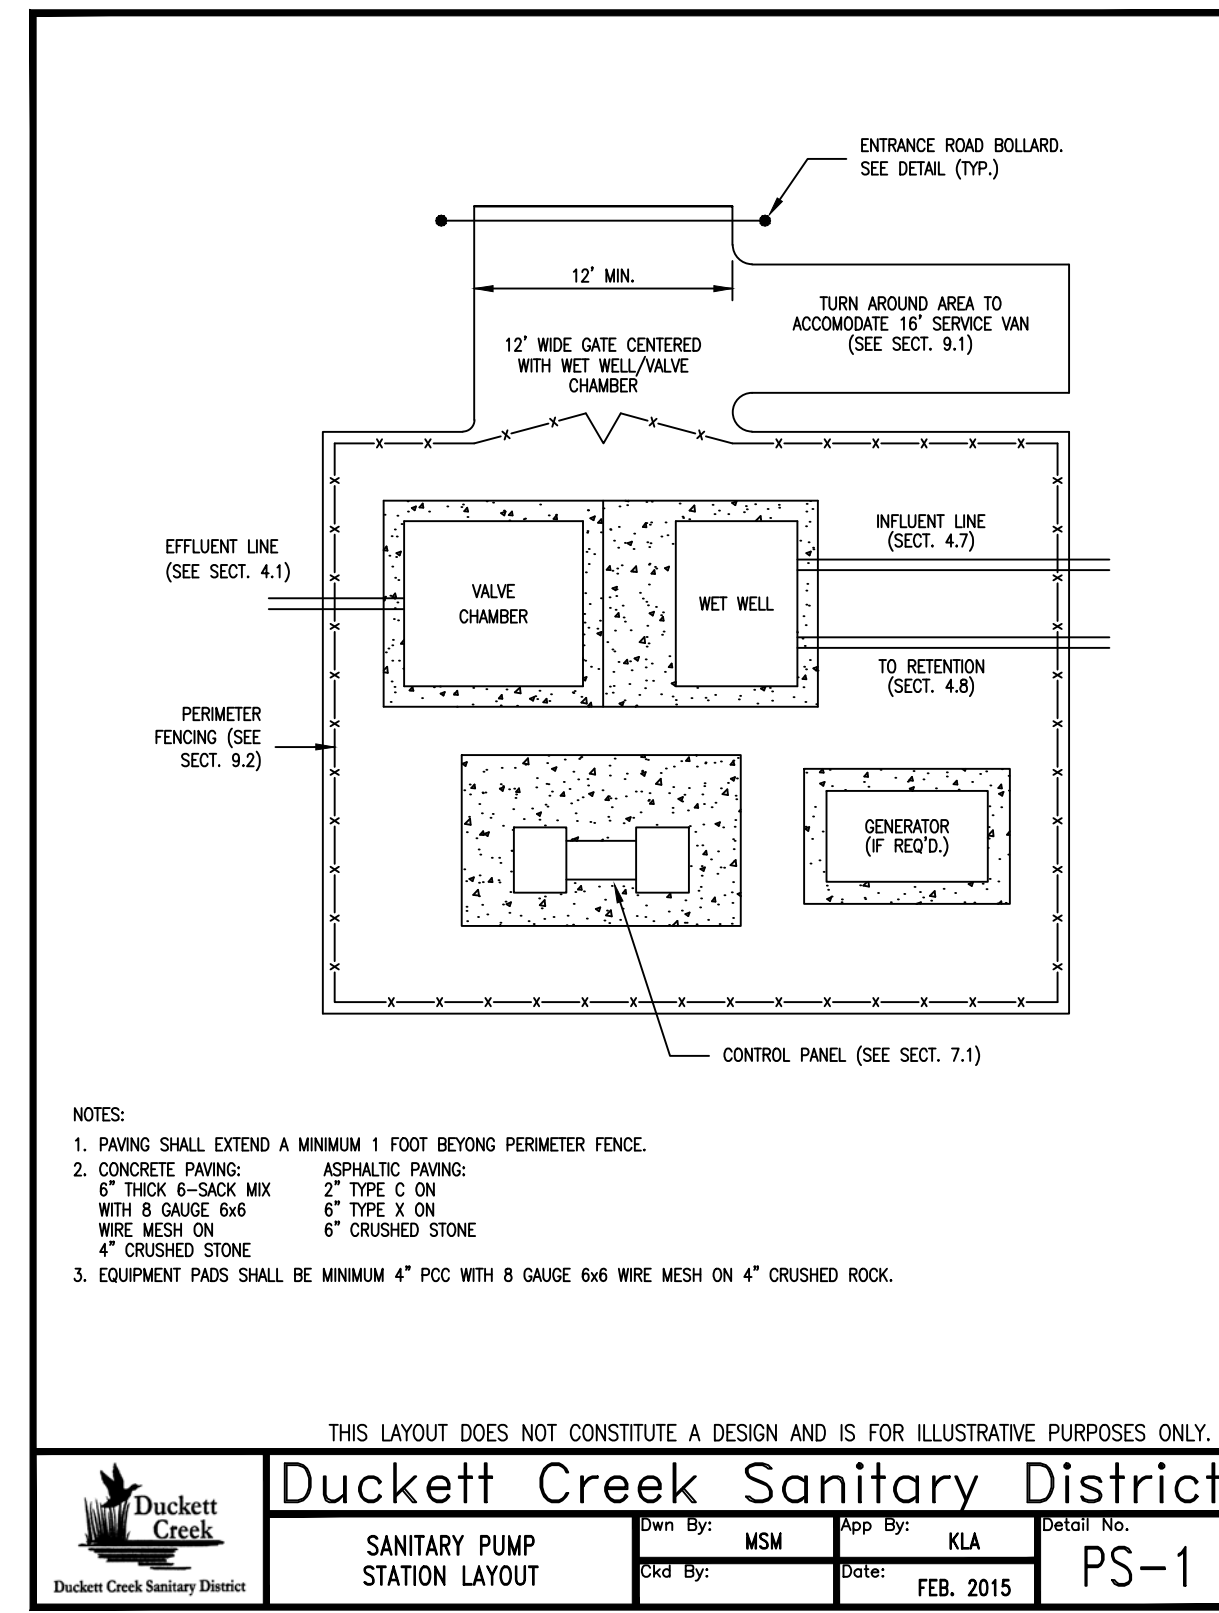 ENTRANCE ROAD BOLLARD.
SEE DETAIL (TYP.)
12' MIN.
TURN AROUND AREA TO
ACCOMODATE 16' SERVICE VAN
(SEE SECT. 9.1)
12' WIDE GATE CENTERED
WITH WET WELL/VALVE
CHAMBER
EFFLUENT LINE
(SEE SECT. 4.1)
VALVE
CHAMBER
WET WELL
INFLUENT LINE
(SECT. 4.7)
TO RETENTION
(SECT. 4.8)
PERIMETER
FENCING (SEE
SECT. 9.2)
GENERATOR
(IF REQ'D.)
CONTROL PANEL (SEE SECT. 7.1)
NOTES:
1. PAVING SHALL EXTEND A MINIMUM 1 FOOT BEYONG PERIMETER FENCE.
2. CONCRETE PAVING:
6" THICK 6-SACK MIX
WITH 8 GAUGE 6x6
WIRE MESH ON
4" CRUSHED STONE
ASPHALTIC PAVING:
2" TYPE C ON
6" TYPE X ON
6" CRUSHED STONE
3. EQUIPMENT PADS SHALL BE MINIMUM 4" PCC WITH 8 GAUGE 6x6 WIRE MESH ON 4" CRUSHED ROCK.
THIS LAYOUT DOES NOT CONSTITUTE A DESIGN AND IS FOR ILLUSTRATIVE PURPOSES ONLY.
Duckett
Creek
Duckett Creek Sanitary District
Duckett Creek Sanitary District
SANITARY PUMP
STATION LAYOUT
Dwn By: MSM
Ckd By:
App By: KLA
Date: FEB. 2015
Detail No.
PS-1